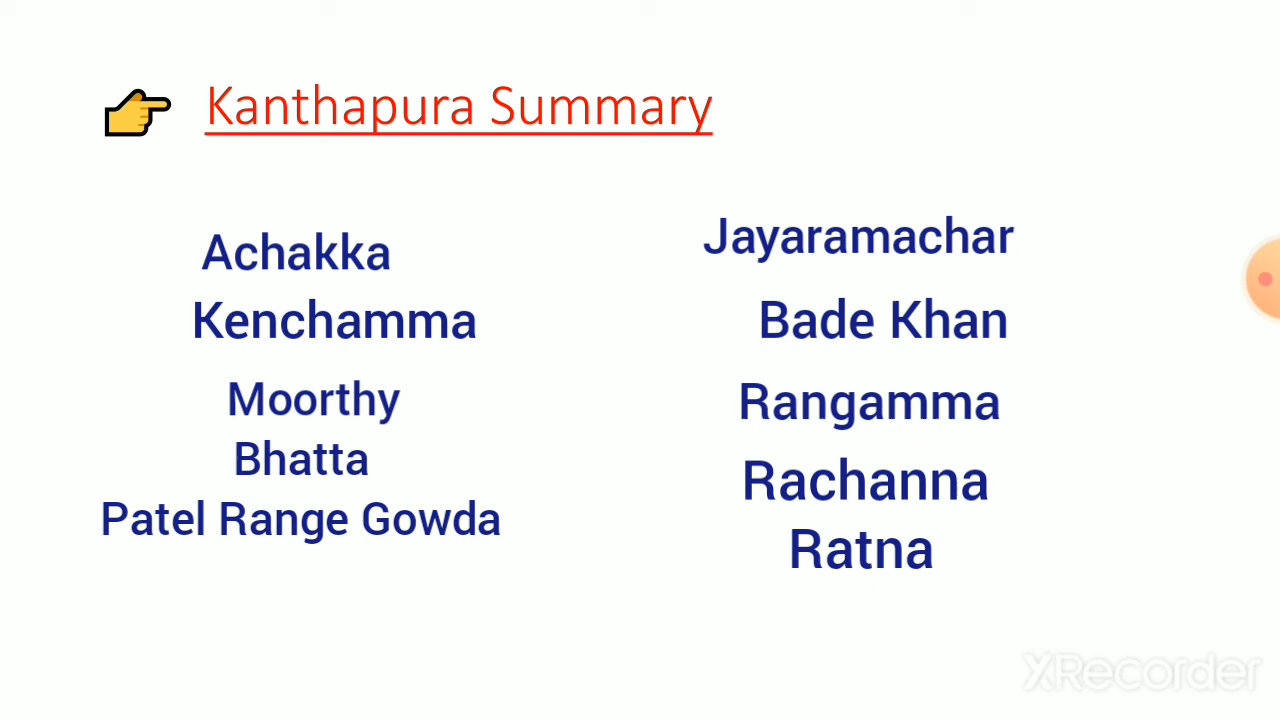 Kanthapura Summary
Achakka
Kenchamma
Moorthy
Bhatta
Patel Range Gowda
Jayaramachar
Bade Khan
Rangamma
Rachanna
Ratna
XRecorder